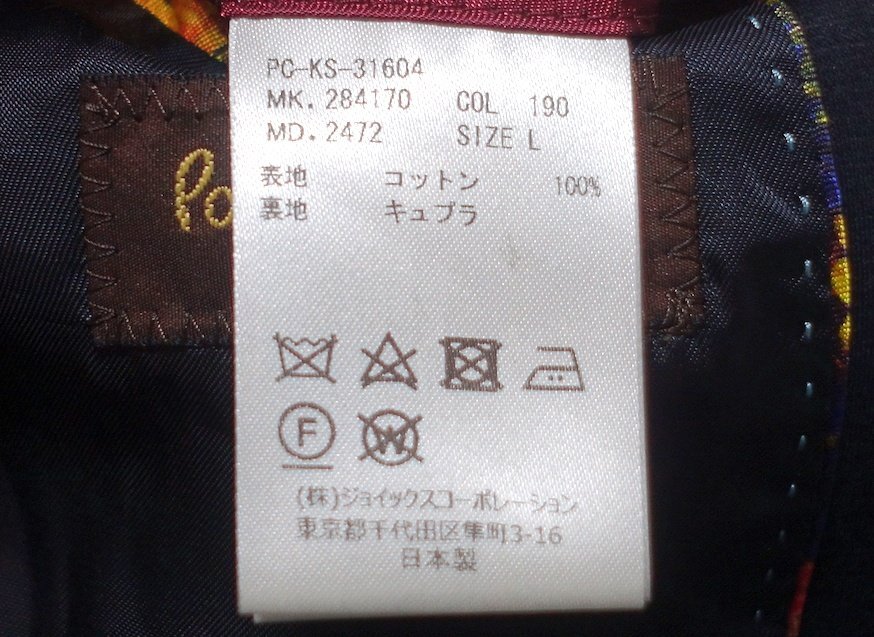 PC-KS-31604
MK. 284170 COL 190
MD. 2472 SIZE L
表地 コットン 100%
裏地 キュプラ
F
W
(株)ジョイックスコーポレーション
東京都千代田区隼町3-16
日本製